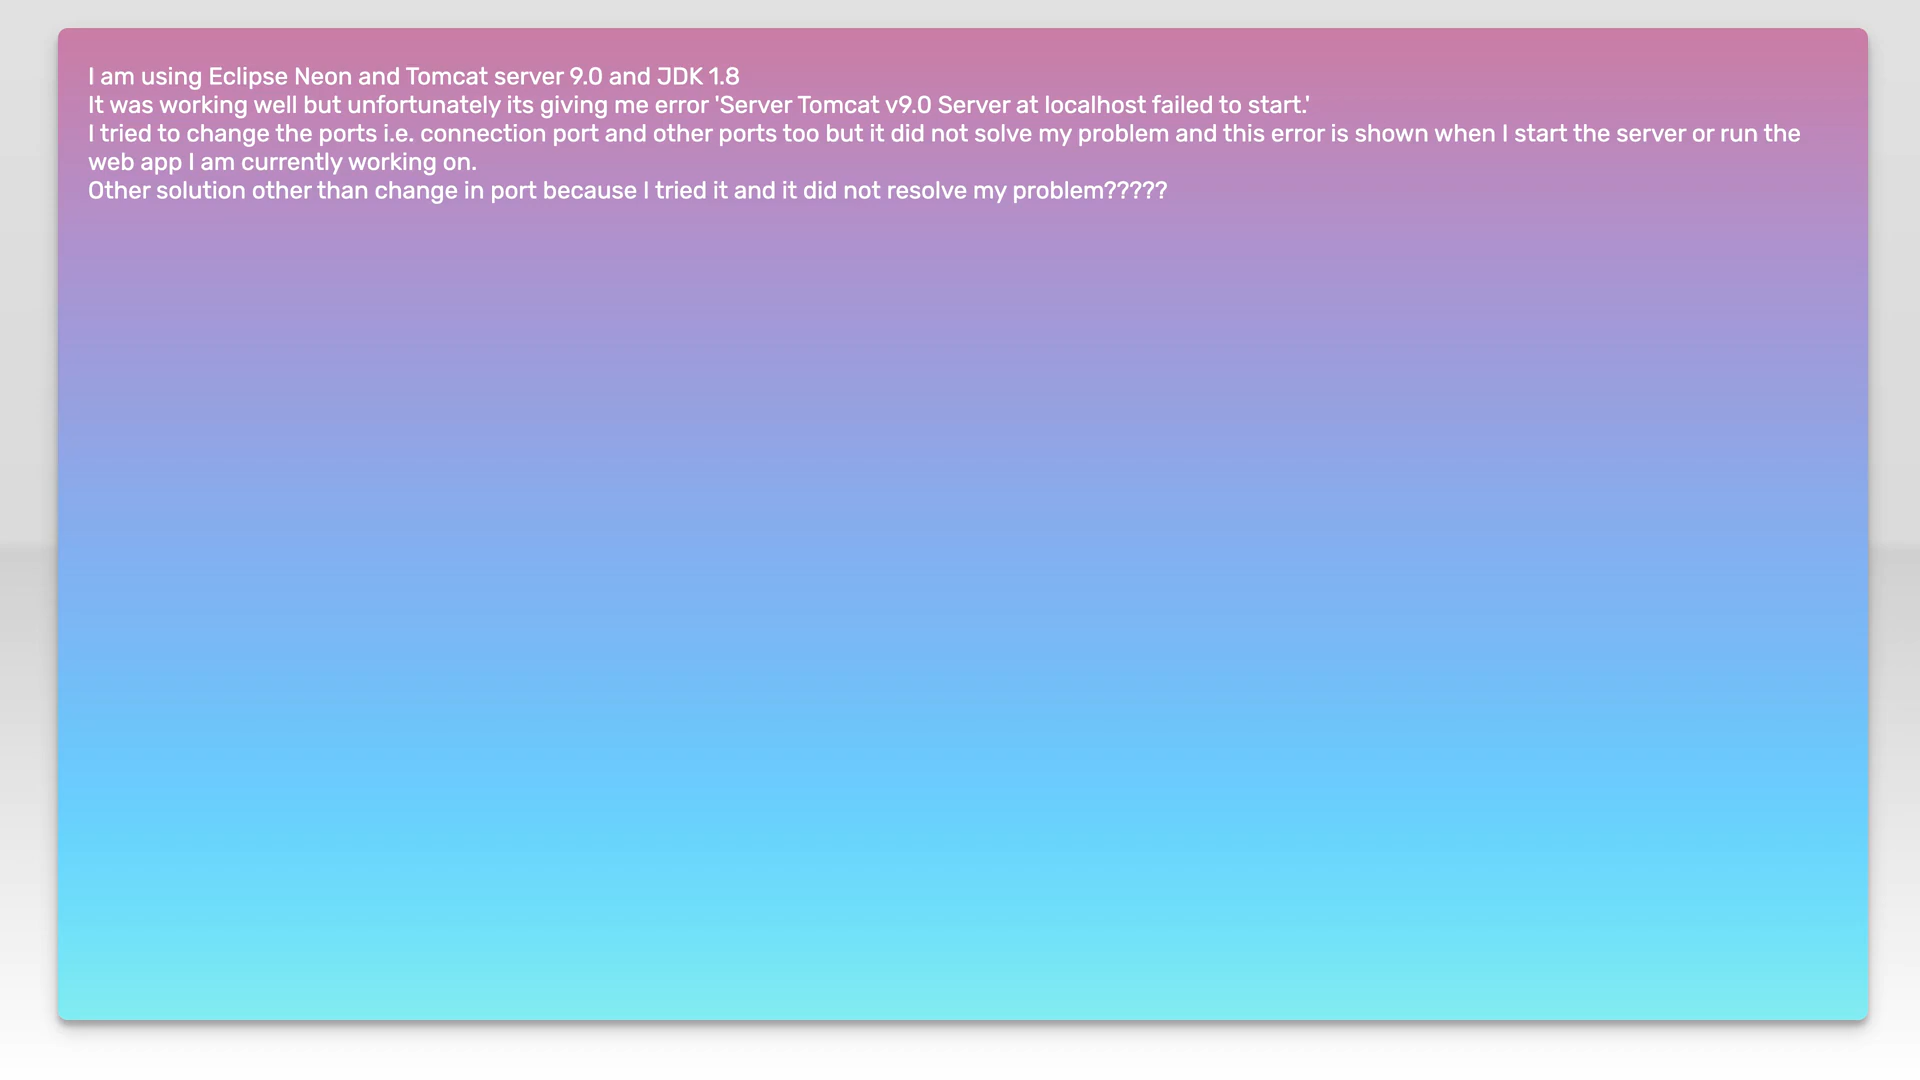 I am using Eclipse Neon and Tomcat server 9.0 and JDK 1.8
It was working well but unfortunately its giving me error 'Server Tomcat v9.0 Server at localhost failed to start.'
I tried to change the ports i.e. connection port and other ports too but it did not solve my problem and this error is shown when I start the server or run the
web app I am currently working on.
Other solution other than change in port because I tried it and it did not resolve my problem?????